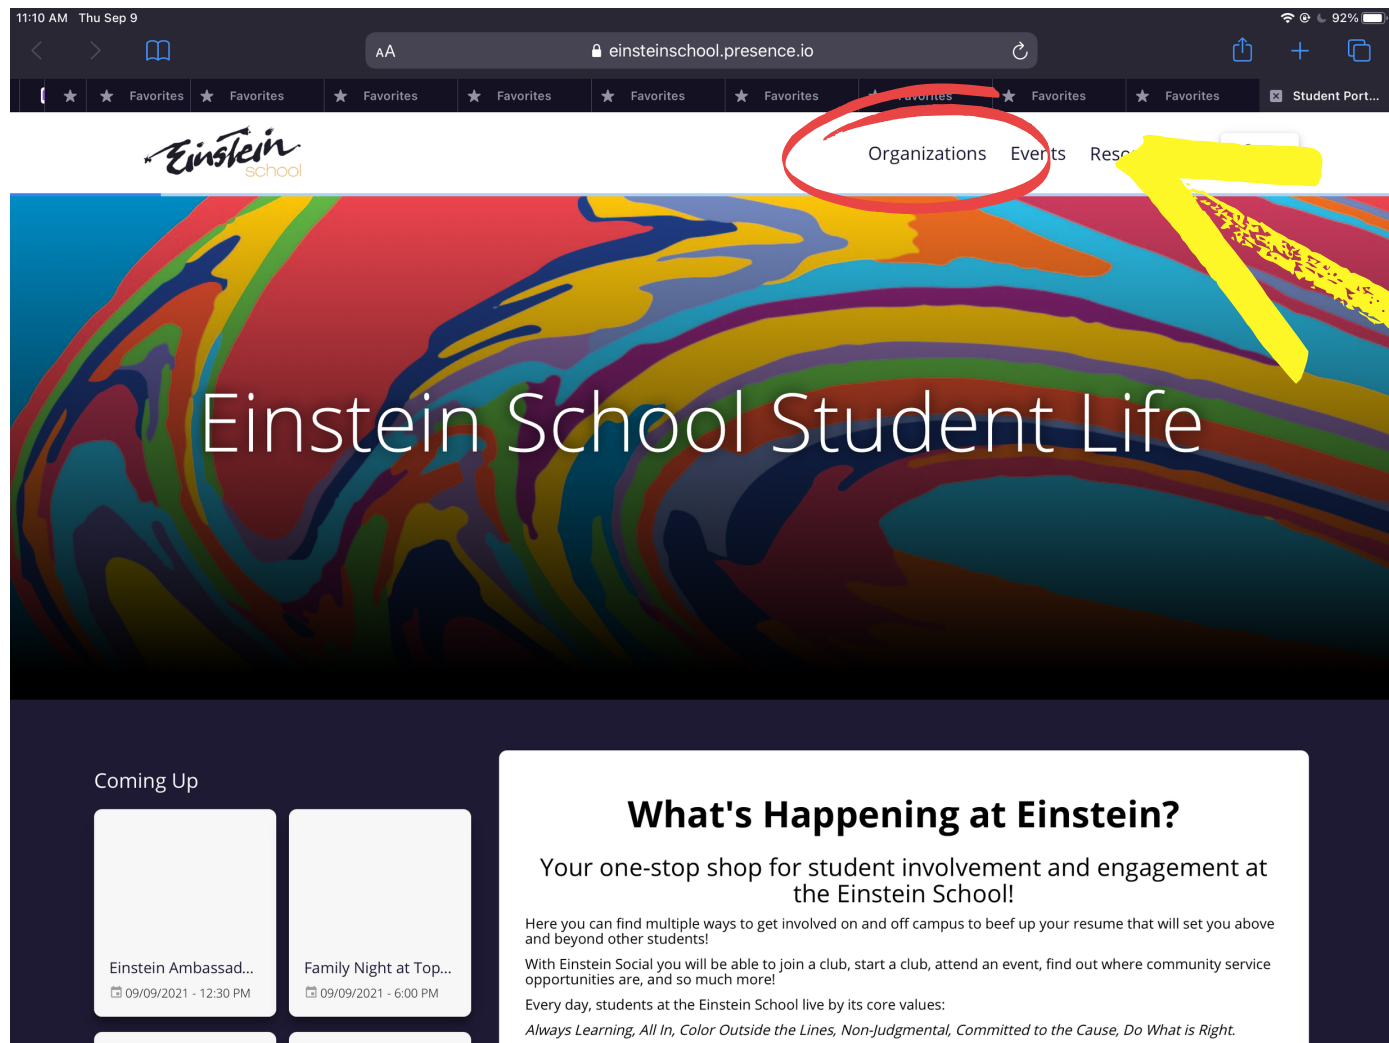 11:10 AM Thu Sep 9
92%
AA
einsteinschool.presence.io
Favorites Favorites Favorites Favorites Favorites Favorites Favorites Favorites Favorites Student Port...
Einstein
school
Organizations Events
Einstein School Student Life
Coming Up
Einstein Ambassad...
09/09/2021 - 12:30 PM
Family Night at Top...
09/09/2021 - 6:00 PM
What's Happening at Einstein?
Your one-stop shop for student involvement and engagement at
the Einstein School!
Here you can find multiple ways to get involved on and off campus to beef up your resume that will set you above
and beyond other students!
With Einstein Social you will be able to join a club, start a club, attend an event, find out where community service
opportunities are, and so much more!
Every day, students at the Einstein School live by its core values:
Always Learning, All In, Color Outside the Lines, Non-Judgmental, Committed to the Cause, Do What is Right.